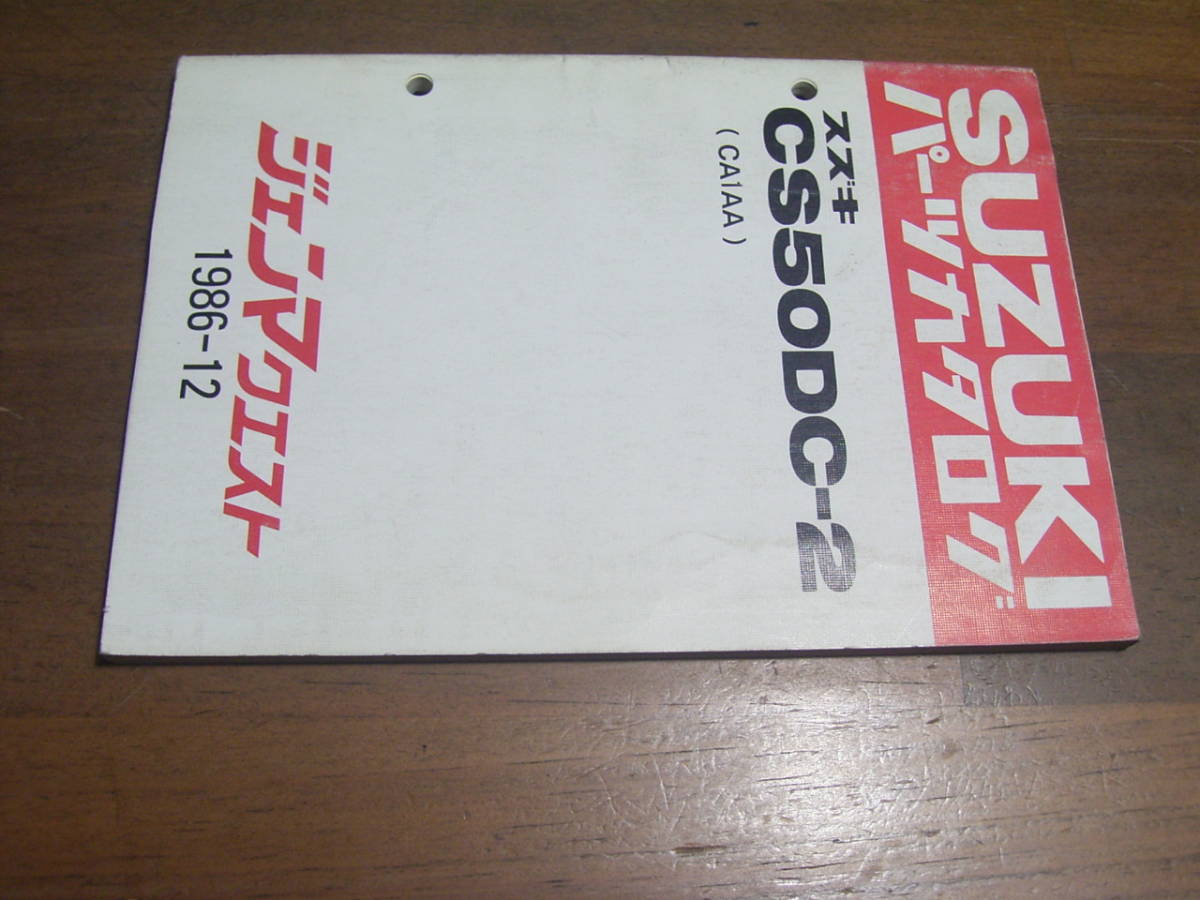 SUZUKI
パーツカタログ
スズキ
CS50DC-2
(CA1AA)
ジェンマクエスト
1986-12